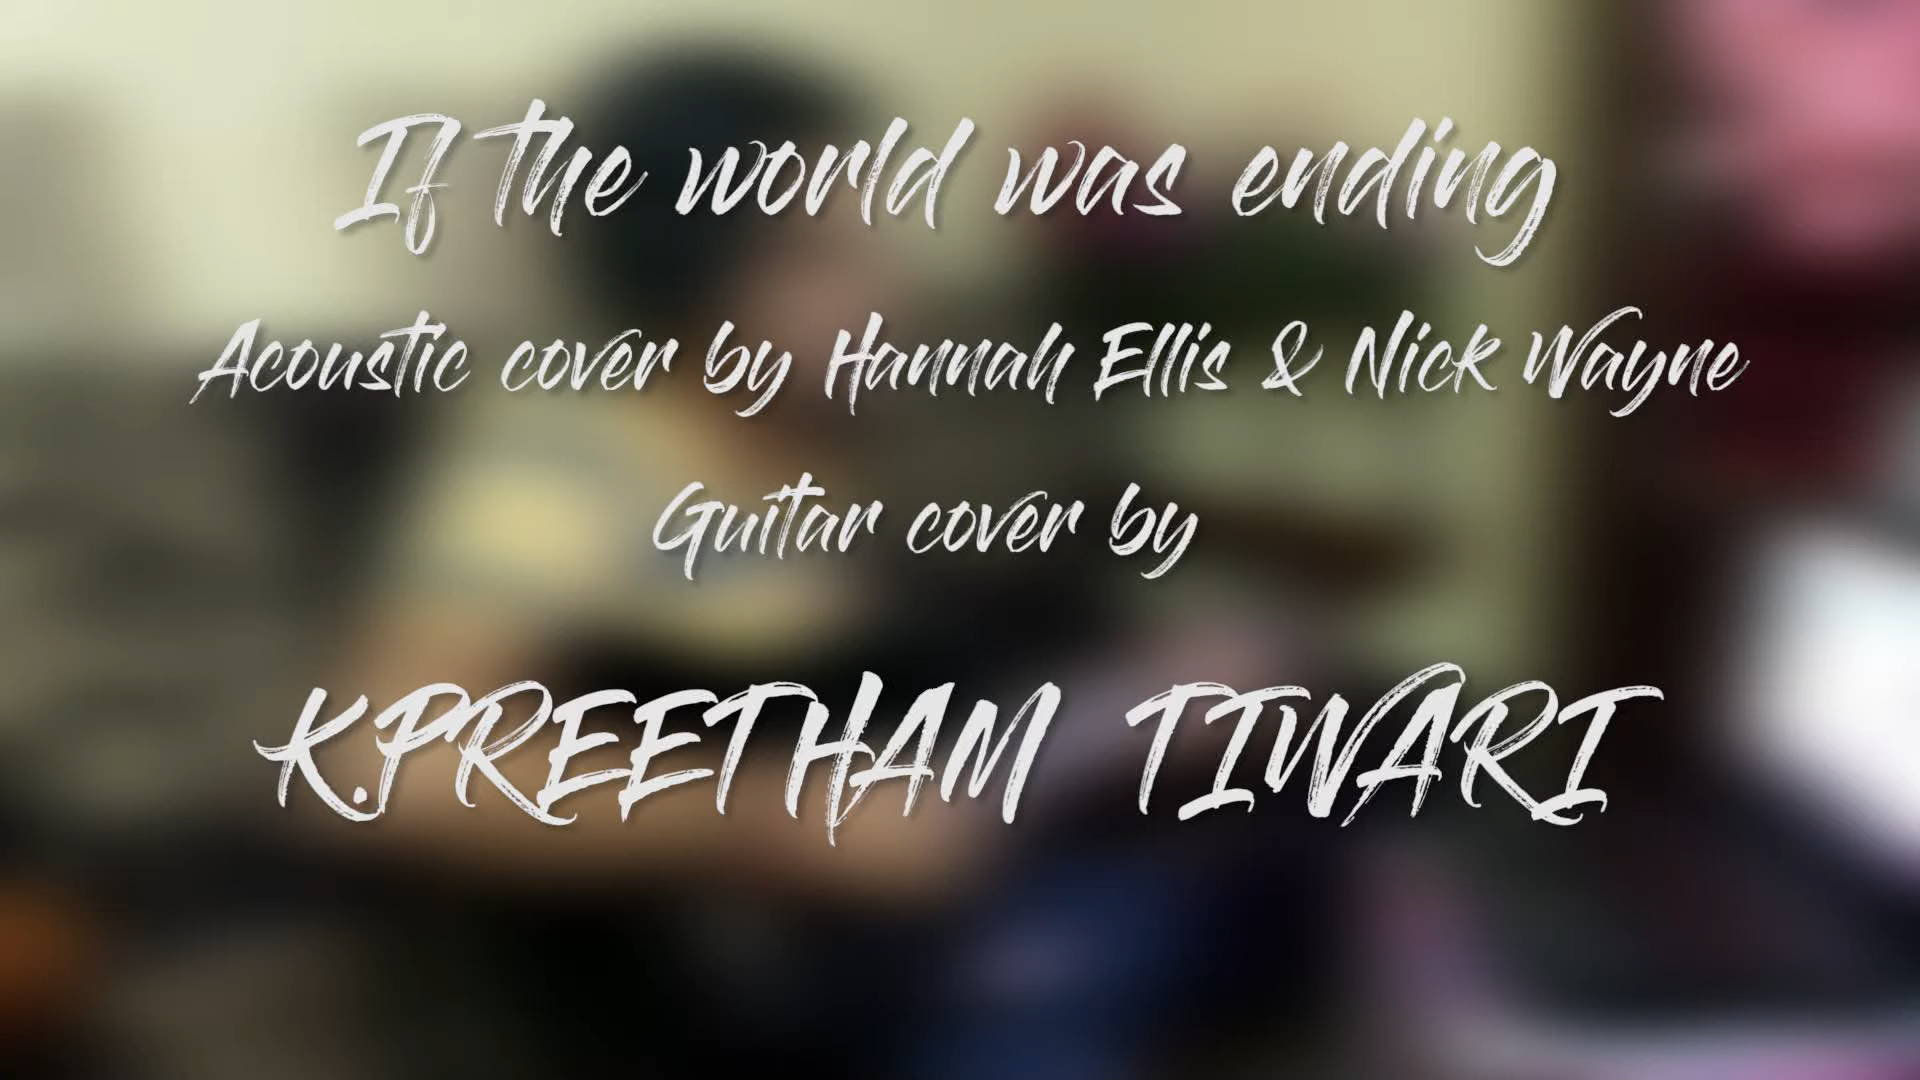 If the world was ending
Acoustic cover by Hannah Ellis & Nick Wayne
Guitar cover by
K.PREETHAM TIWARI